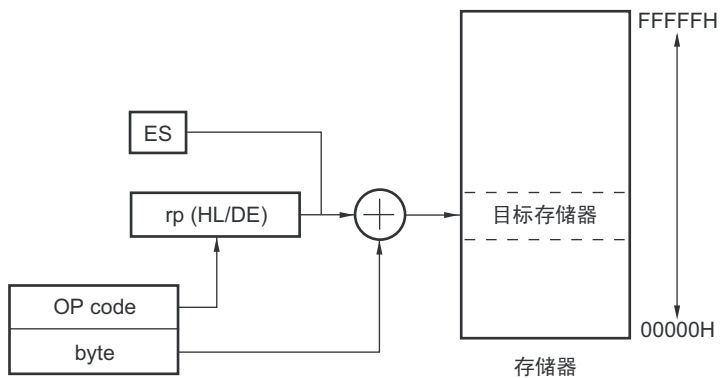 FFFFFH
ES
rp (HL/DE)
目标存储器
OP code
byte
00000H
存储器